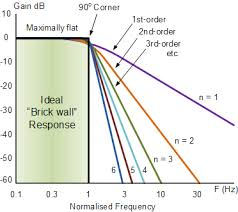 Gain dB
90° Corner
10
Maximally flat
1st-order
2nd-order
3rd-order
etc
0
-10
Ideal
"Brick wall"
Response
n = 1
-20
-30
n = 2
-40
n = 3
-50
6
5
4
F (Hz)
-60
0.1
0.3
1
3
10
30
Normalised Frequency